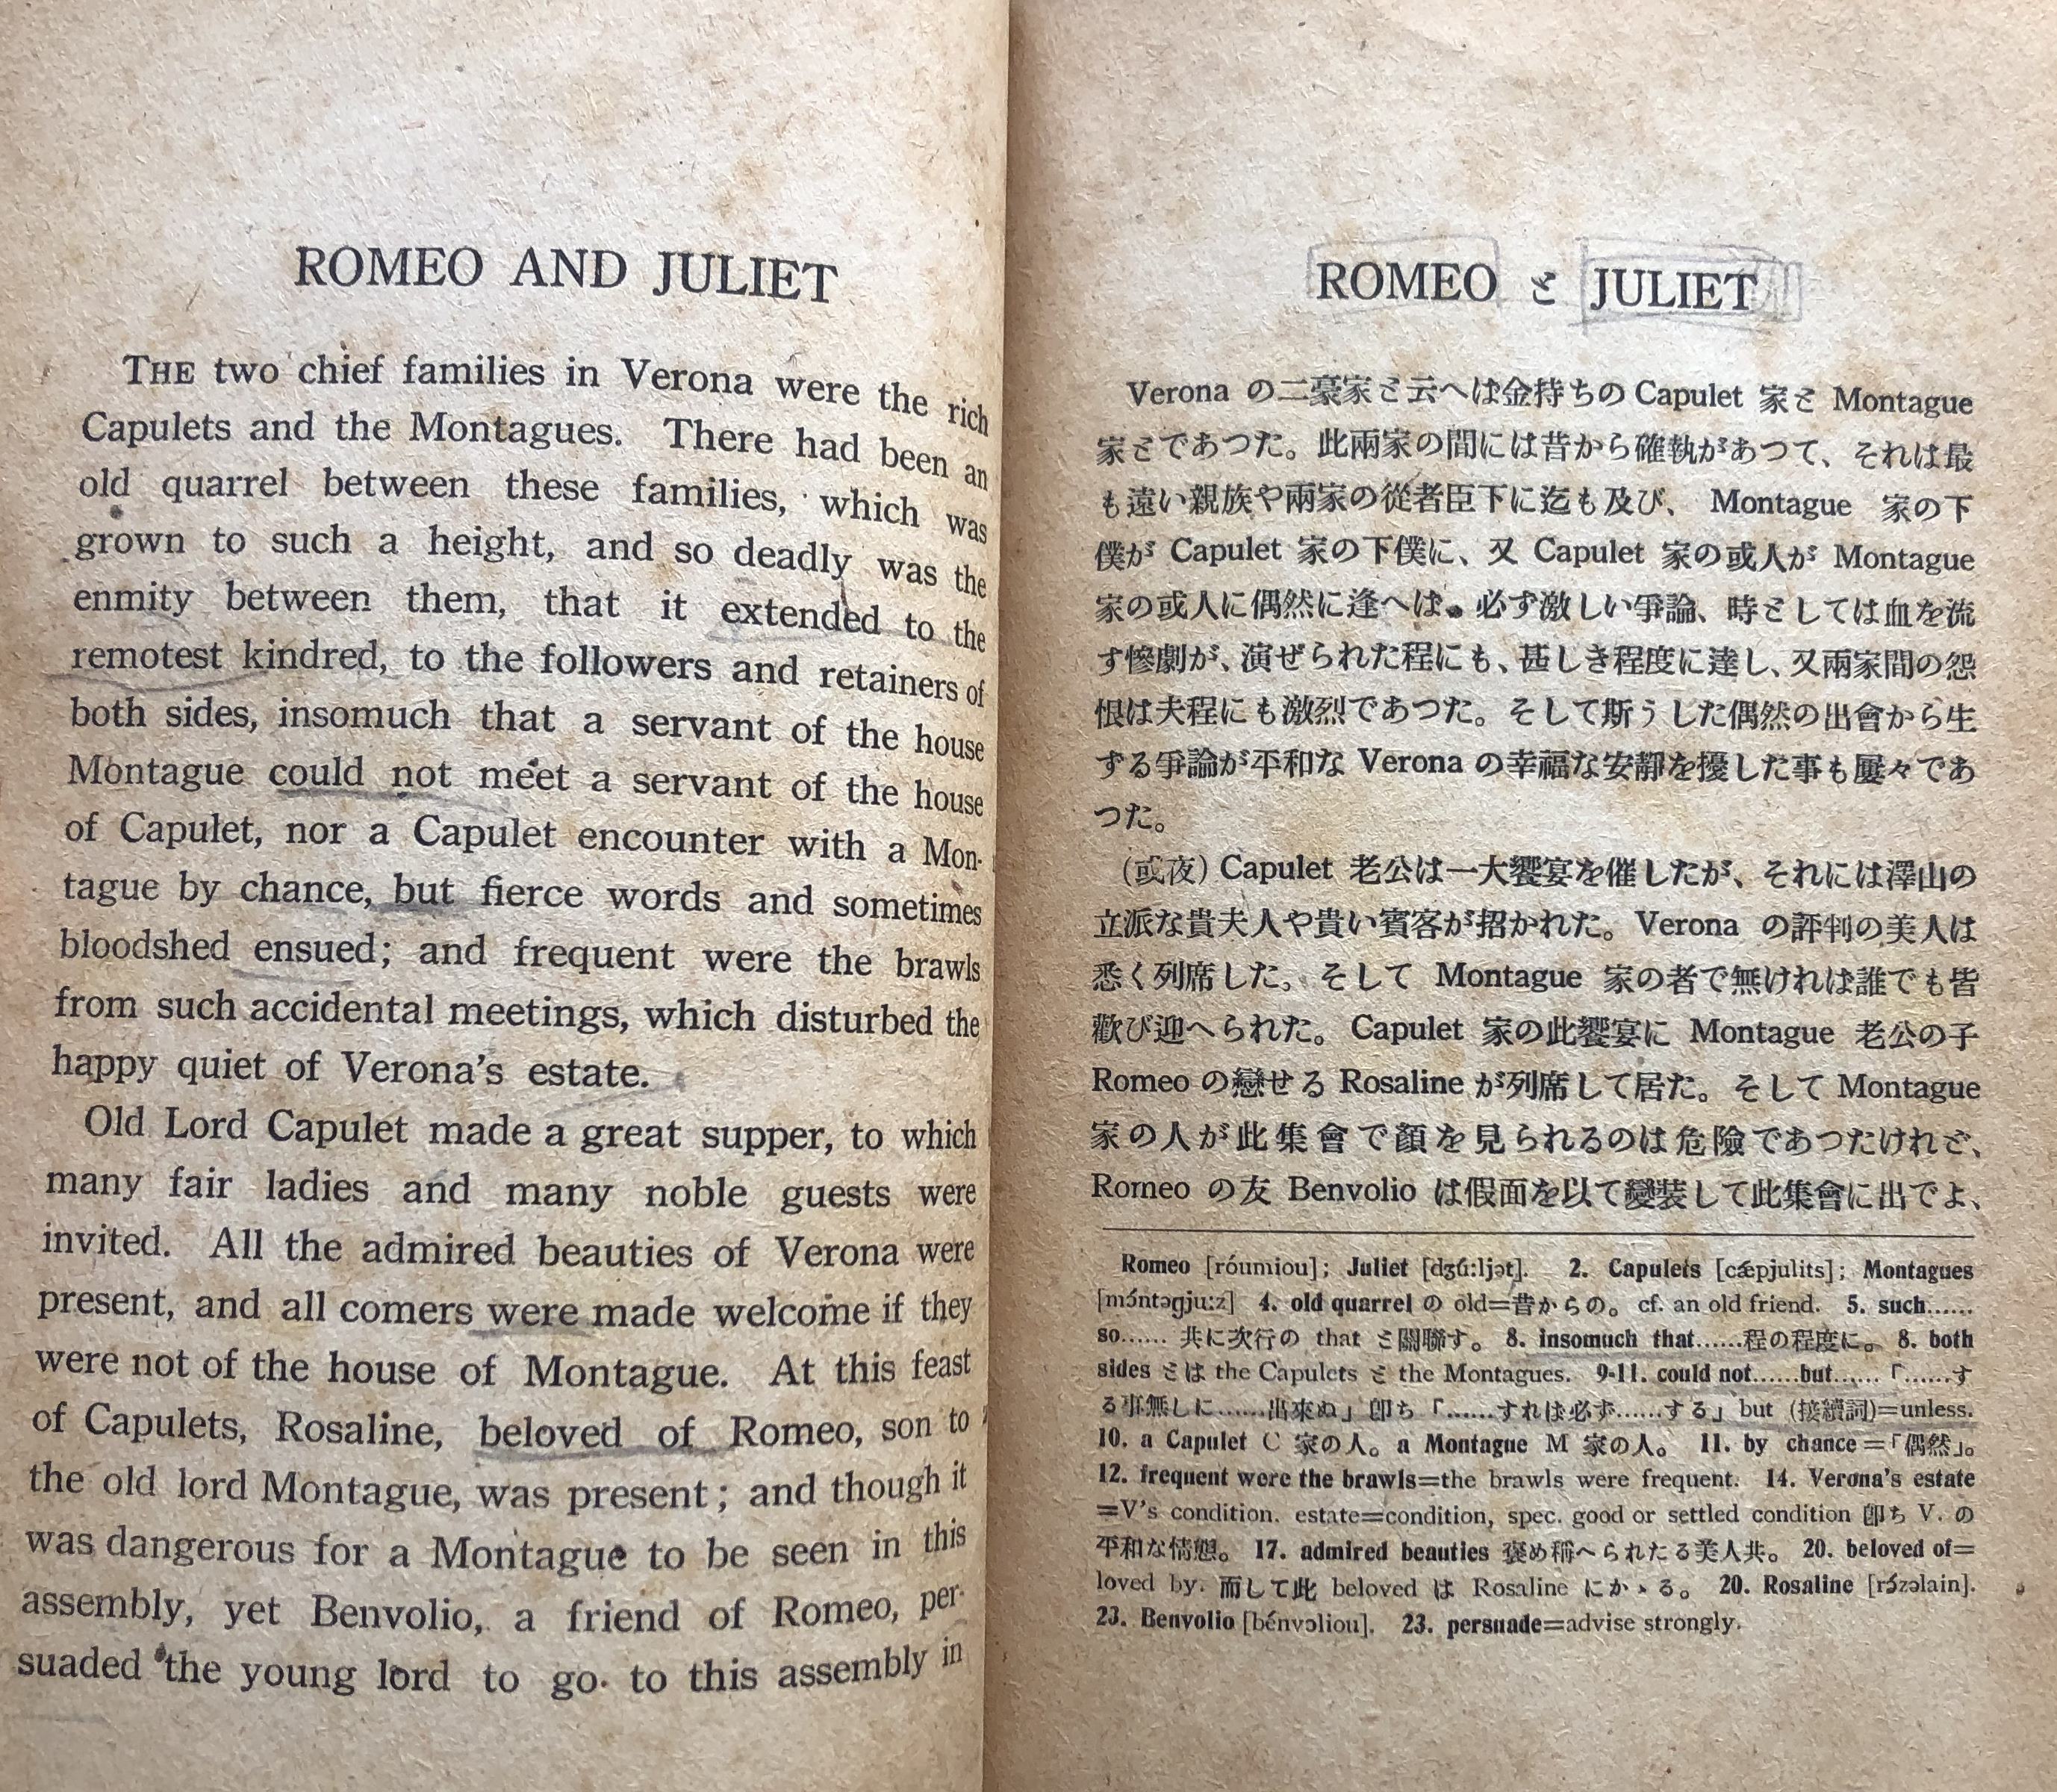 ROMEO AND JULIET
THE two chief families in Verona were the rich
Capulets and the Montagues. There had been an
old quarrel between these families, which was
grown to such a height, and so deadly was the
enmity between them, that it extended to the
remotest kindred, to the followers and retainers of
both sides, insomuch that a servant of the house
Montague could not meet a servant of the house
of Capulet, nor a Capulet encounter with a Mon-
tague by chance, but fierce words and sometimes
bloodshed ensued; and frequent were the brawls
from such accidental meetings, which disturbed the
happy quiet of Verona's estate.
Old Lord Capulet made a great supper, to which
many fair ladies and many noble guests were
invited. All the admired beauties of Verona were
present, and all comers were made welcome if they
were not of the house of Montague. At this feast
of Capulets, Rosaline, beloved of Romeo, son to
the old lord Montague, was present; and though it
was dangerous for a Montague to be seen in this
assembly, yet Benvolio, a friend of Romeo, per-
suaded the young lord to go to this assembly in
ROMEO と JULIET
Verona の二豪家と云へば金持ちの Capulet 家と Montague
家とであつた。此兩家の間には昔から確執があつて、それは最
も遠い親族や兩家の從者臣下に迄も及び、 Montague 家の下
僕が Capulet 家の下僕に、又 Capulet 家の或人が Montague
家の或人に偶然に逢へば、必ず激しい爭論、時としては血を流
す慘劇が、演ぜられた程にも、甚しき程度に達し、又兩家間の怨
恨は夫程にも激烈であつた。そして斯うした偶然の出會から生
ずる爭論が平和な Verona の幸福な安靜を擾した事も屢々であ
つた。
(或夜) Capulet 老公は一大饗宴を催したが、それには澤山の
立派な貴夫人や貴い賓客が招かれた。Verona の評判の美人は
悉く列席した。そして Montague 家の者で無ければ誰でも皆
歡び迎へられた。Capulet 家の此饗宴に Montague 老公の子
Romeo の戀せる Rosaline が列席して居た。そして Montague
家の人が此集會で顏を見られるのは危險であつたけれど、
Romeo の友 Benvolio は假面を以て變裝して此集會に出でよ、
Romeo [róumiou]; Juliet [dʒú:ljət]. 2. Capulets [cǽpjulits]; Montagues
[mɔ́ntəgju:z] 4. old quarrel の old=昔からの。cf. an old friend. 5. such......
so...... 共に次行の that と關聯す。8. insomuch that......程の程度に。8. both
sides とは the Capulets と the Montagues. 9-11. could not......but......「......す
る事無しに......出來ぬ」卽ち「......すれば必ず......する」but (接續詞)=unless.
10. a Capulet C 家の人。a Montague M 家の人。 11. by chance=「偶然」。
12. frequent were the brawls=the brawls were frequent. 14. Verona's estate
=V's condition. estate=condition, spec. good or settled condition 卽ち V. の
平和な情態。 17. admired beauties 褒め稱へられたる美人共。 20. beloved of=
loved by. 而して此 beloved は Rosaline にかゝる。 20. Rosaline [rɔ́zəlain].
23. Benvolio [bénvəliou]. 23. persuade=advise strongly.